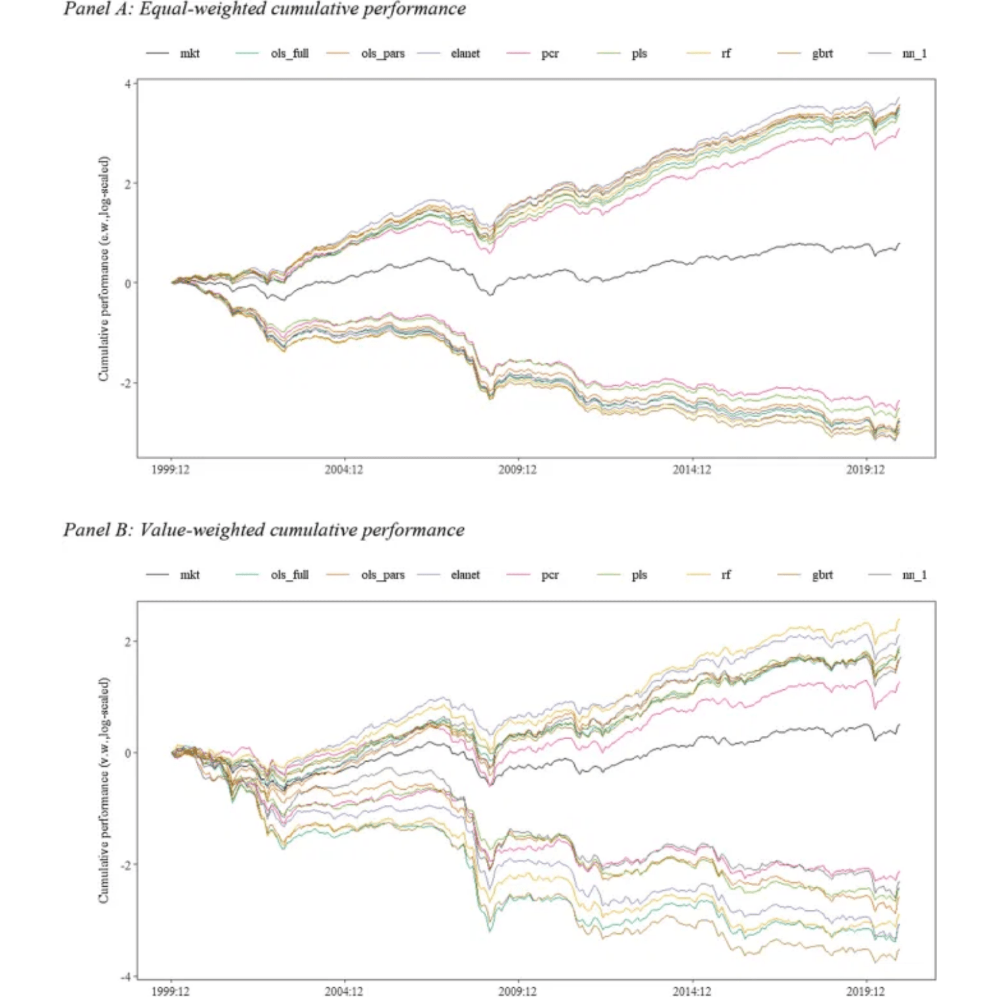 Panel A: Equal-weighted cumulative performance
mkt ols_full ols_pars elanet pcr pls rf gbrt nn_1
4
2
0
-2
Cumulative performance (e.w.,log-scaled)
1999:12 2004:12 2009:12 2014:12 2019:12
Panel B: Value-weighted cumulative performance
mkt ols_full ols_pars elanet pcr pls rf gbrt nn_1
2
0
-2
-4
Cumulative performance (v.w.,log-scaled)
1999:12 2004:12 2009:12 2014:12 2019:12